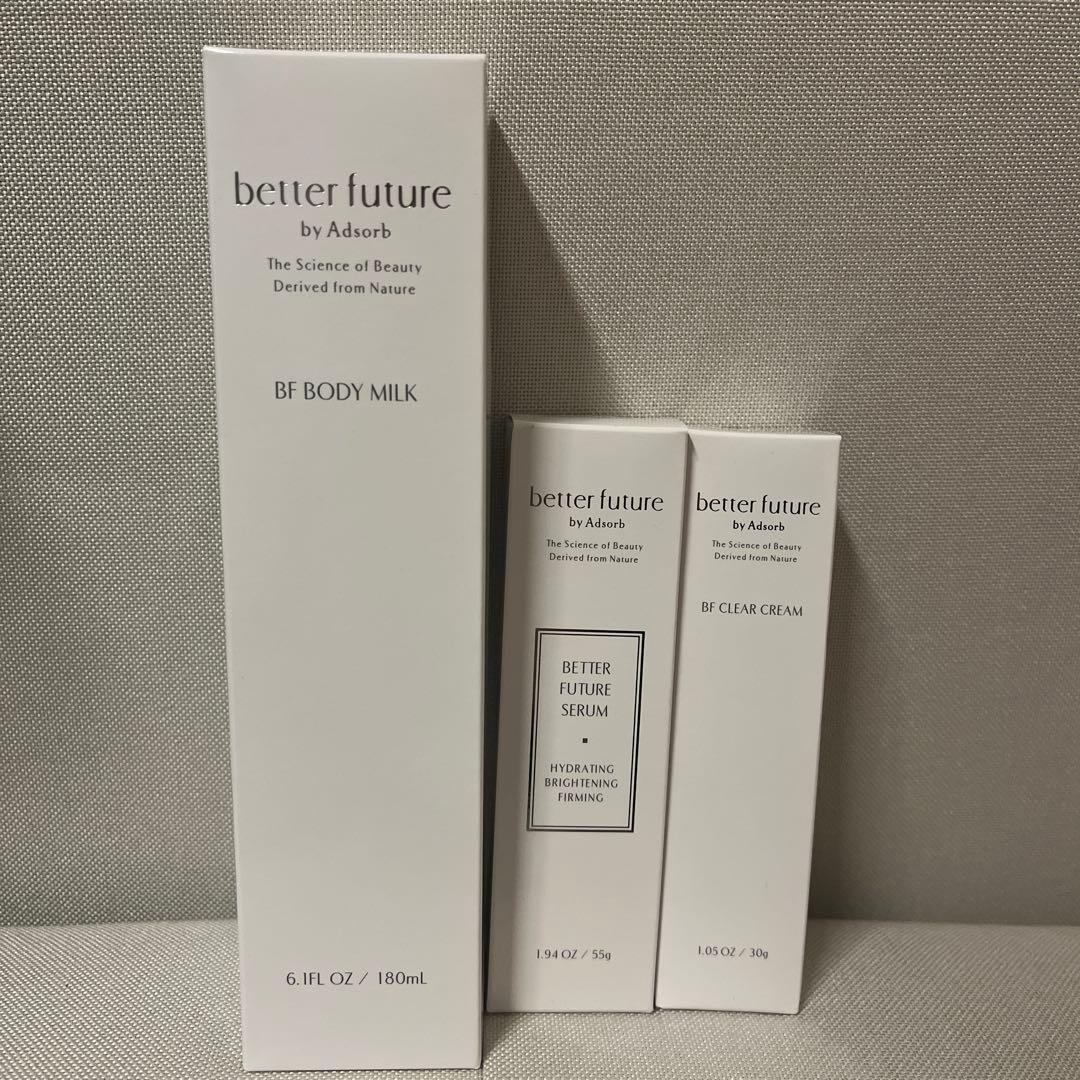 better future
by Adsorb
The Science of Beauty
Derived from Nature
BF BODY MILK
6.1FL OZ / 180mL
better future
by Adsorb
The Science of Beauty
Derived from Nature
BETTER
FUTURE
SERUM
HYDRATING
BRIGHTENING
FIRMING
1.94 OZ / 55g
better future
by Adsorb
The Science of Beauty
Derived from Nature
BF CLEAR CREAM
1.05 OZ / 30g